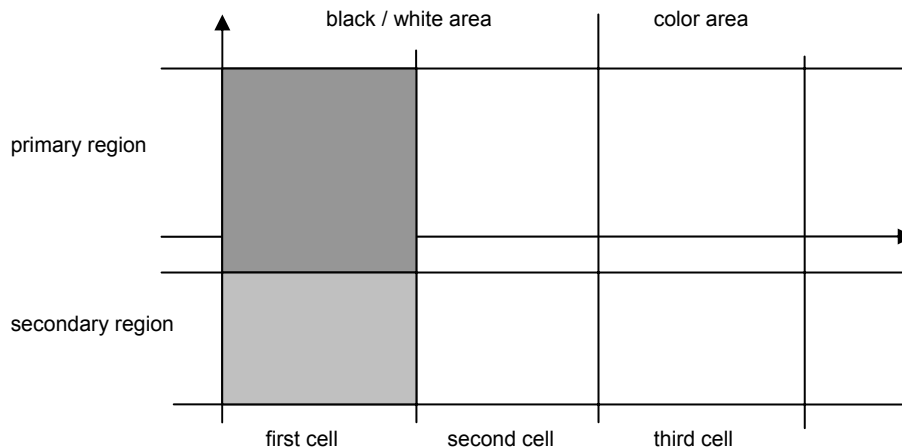 black / white area
color area
primary region
secondary region
first cell
second cell
third cell